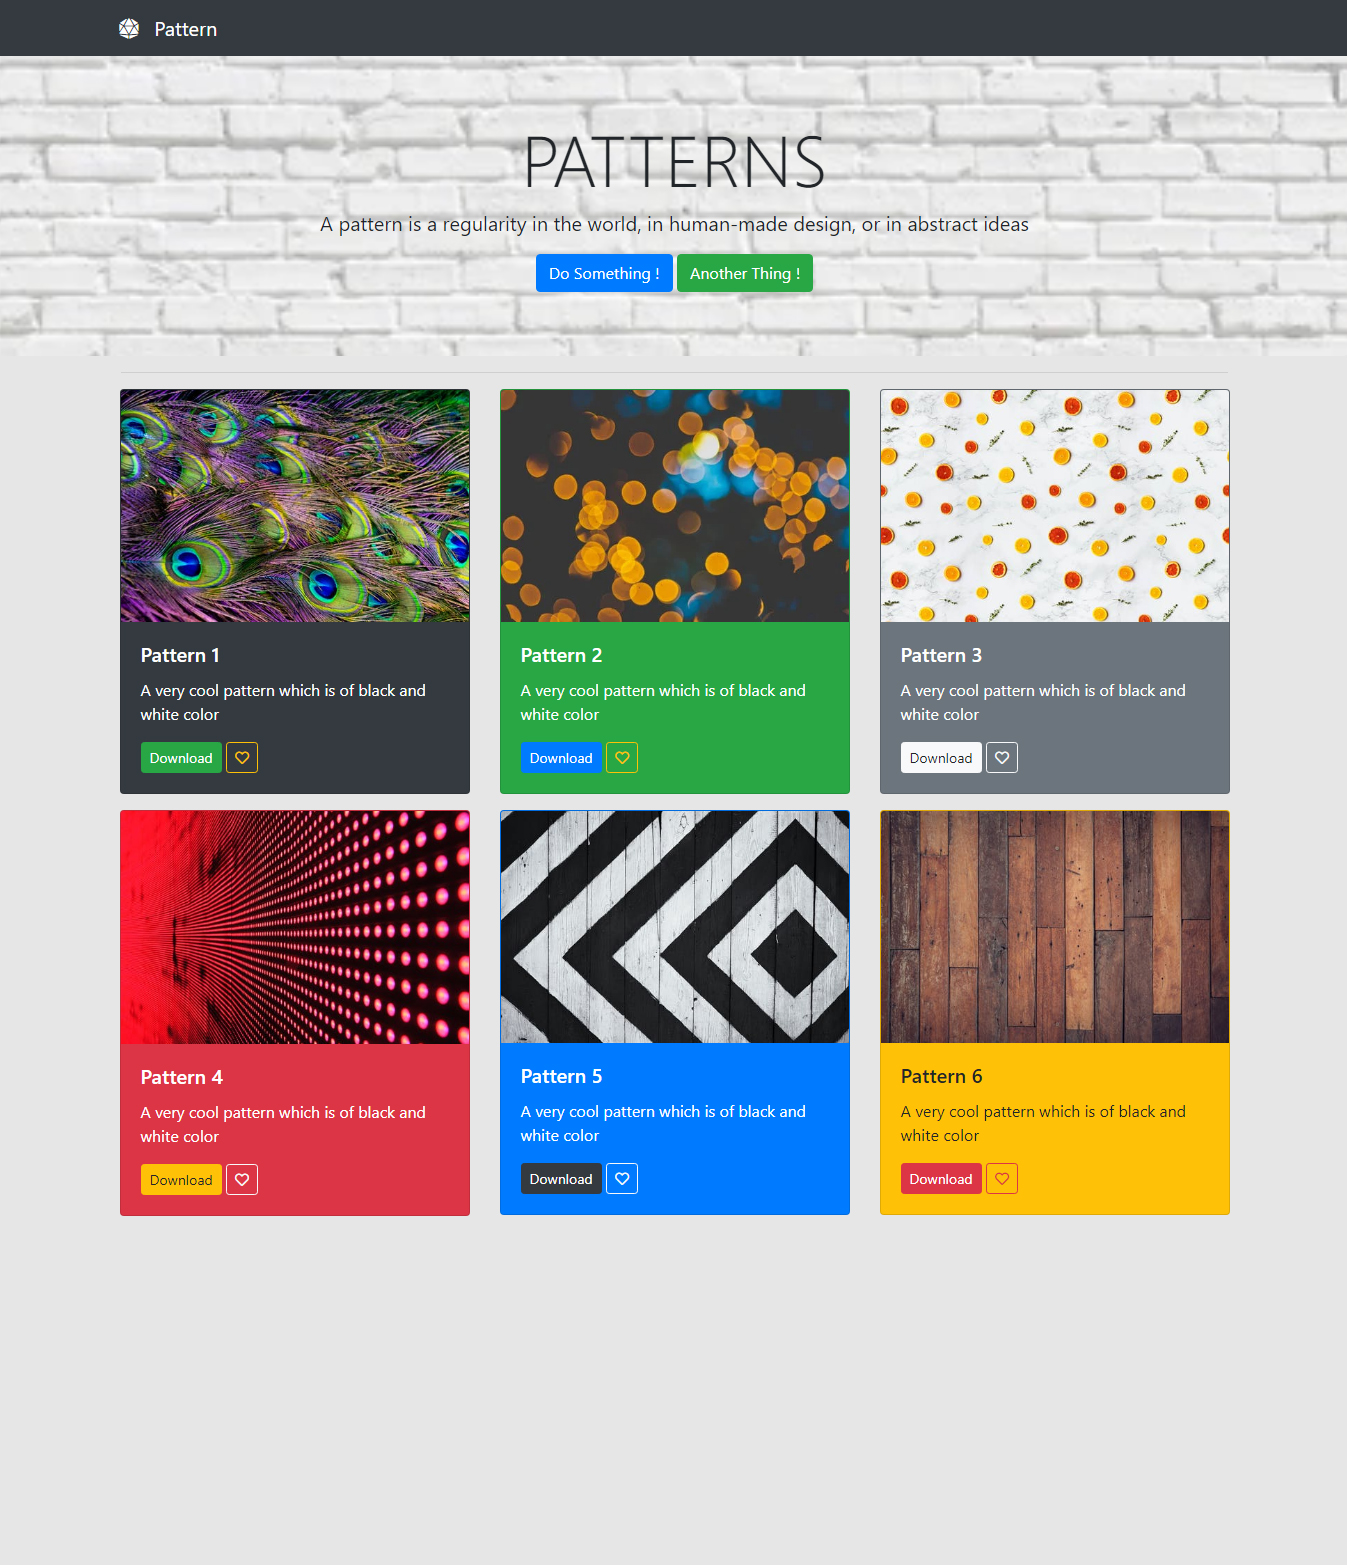 Pattern
PATTERNS
A pattern is a regularity in the world, in human-made design, or in abstract ideas
Do Something !
Another Thing !
Pattern 1
A very cool pattern which is of black and
white color
Download
Pattern 2
A very cool pattern which is of black and
white color
Download
Pattern 3
A very cool pattern which is of black and
white color
Download
Pattern 4
A very cool pattern which is of black and
white color
Download
Pattern 5
A very cool pattern which is of black and
white color
Download
Pattern 6
A very cool pattern which is of black and
white color
Download